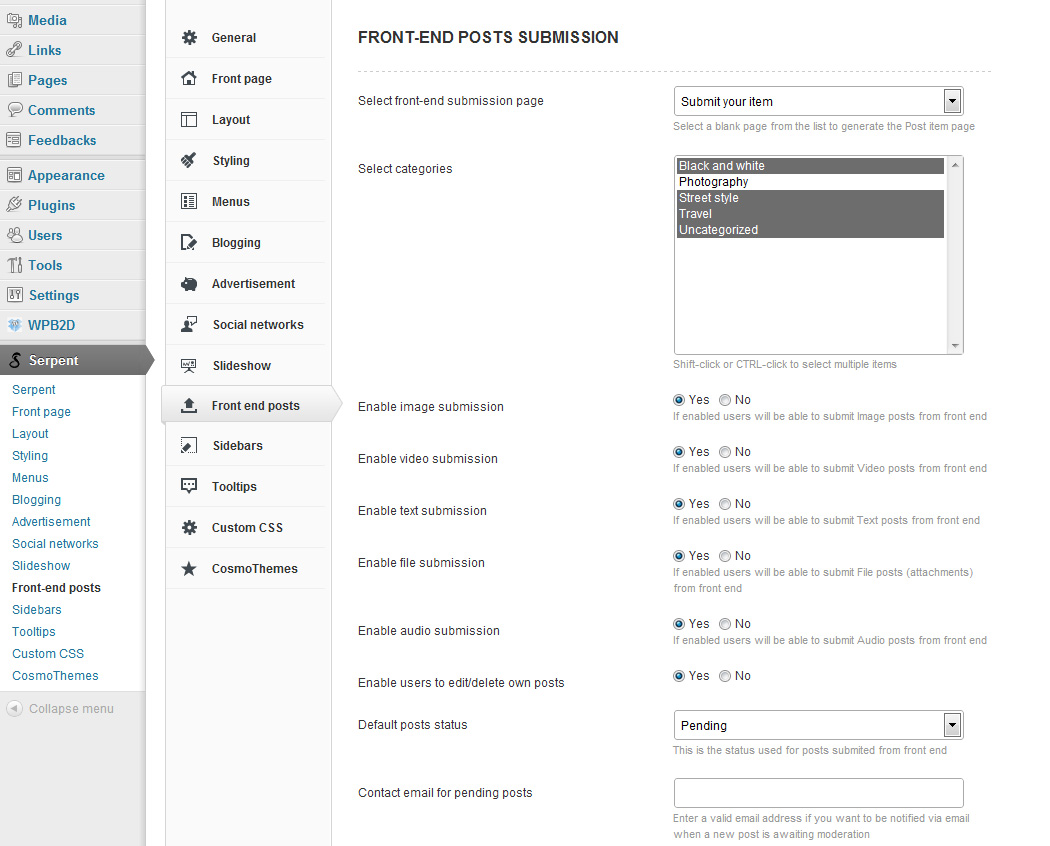 Media
Links
Pages
Comments
Feedbacks
Appearance
Plugins
Users
Tools
Settings
WPB2D
Serpent
Serpent
Front page
Layout
Styling
Menus
Blogging
Advertisement
Social networks
Slideshow
Front-end posts
Sidebars
Tooltips
Custom CSS
CosmoThemes
Collapse menu
General
Front page
Layout
Styling
Menus
Blogging
Advertisement
Social networks
Slideshow
Front end posts
Sidebars
Tooltips
Custom CSS
CosmoThemes
FRONT-END POSTS SUBMISSION
Select front-end submission page
Submit your item
Select a blank page from the list to generate the Post item page
Select categories
Black and white
Photography
Street style
Travel
Uncategorized
Shift-click or CTRL-click to select multiple items
Enable image submission
Yes No
If enabled users will be able to submit Image posts from front end
Enable video submission
Yes No
If enabled users will be able to submit Video posts from front end
Enable text submission
Yes No
If enabled users will be able to submit Text posts from front end
Enable file submission
Yes No
If enabled users will be able to submit File posts (attachments)
from front end
Enable audio submission
Yes No
If enabled users will be able to submit Audio posts from front end
Enable users to edit/delete own posts
Yes No
Default posts status
Pending
This is the status used for posts submited from front end
Contact email for pending posts
Enter a valid email address if you want to be notified via email
when a new post is awaiting moderation